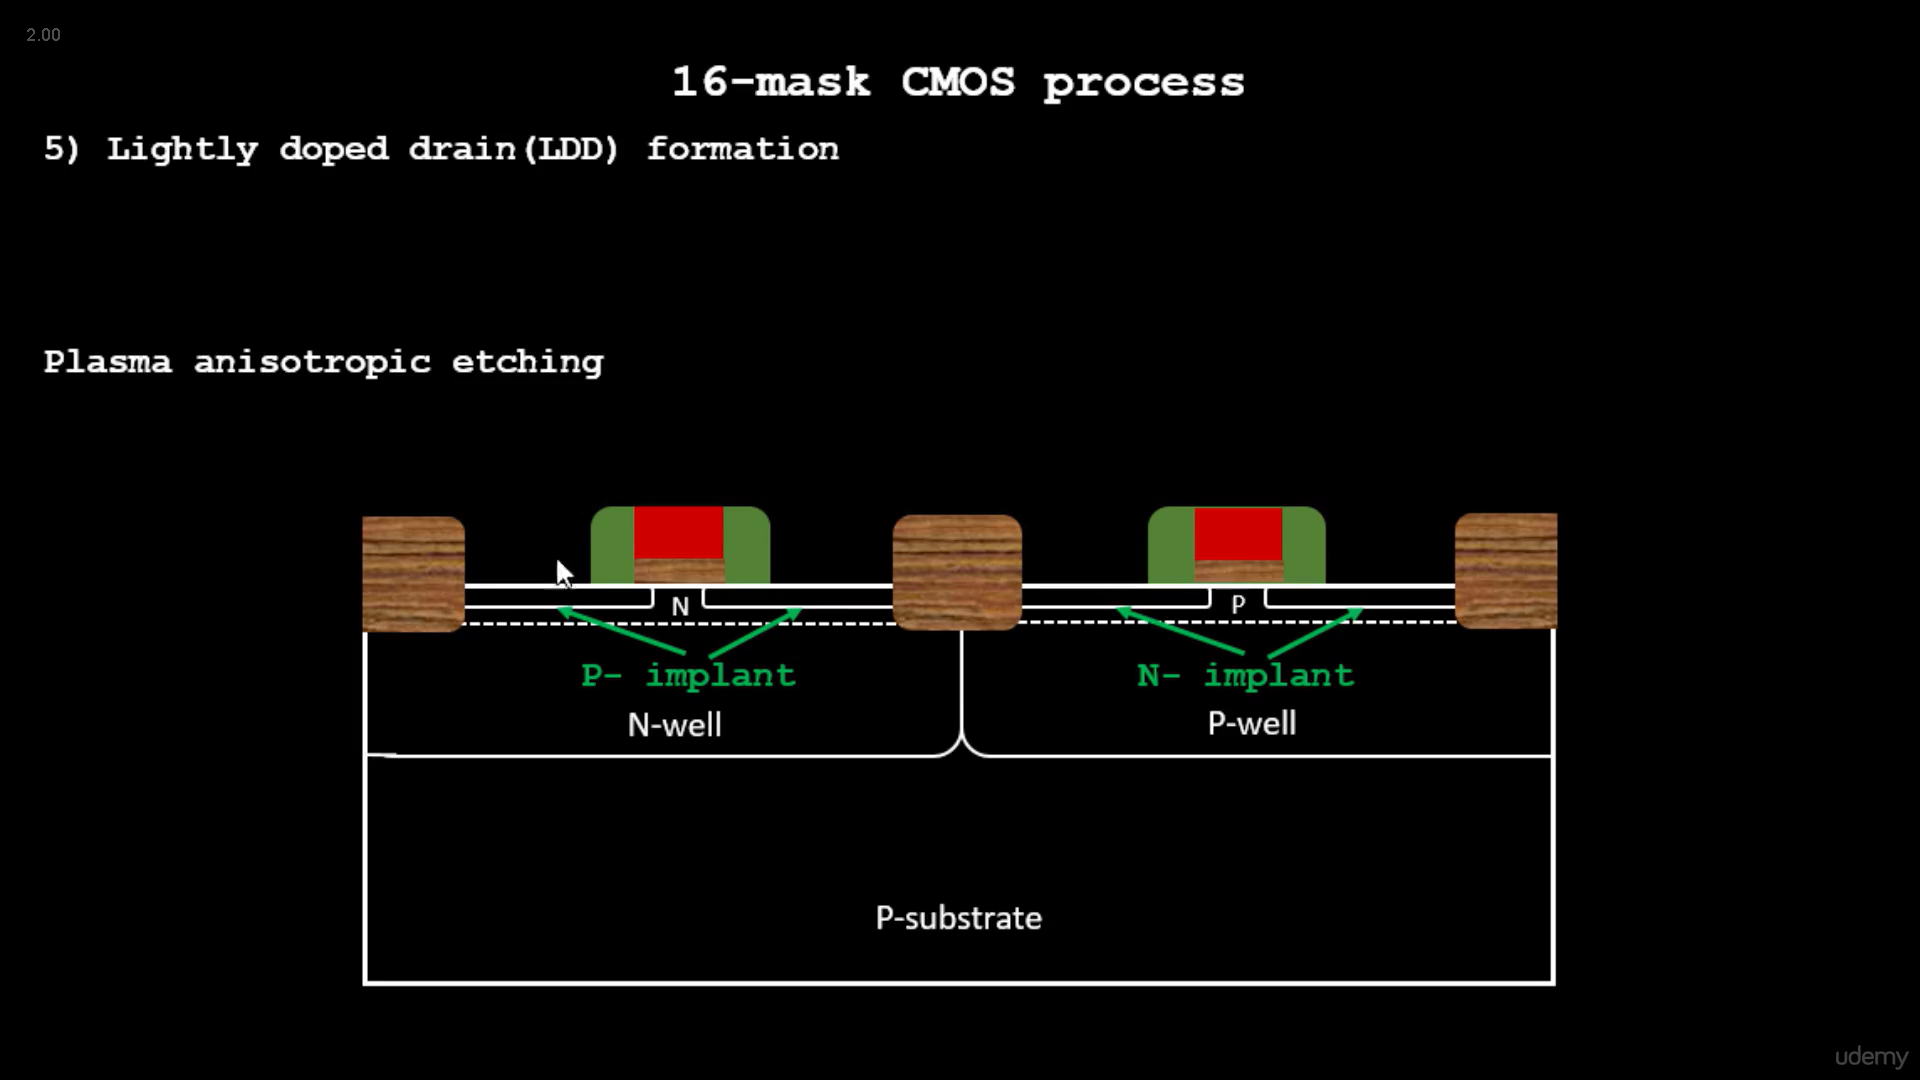 2.00
16-mask CMOS process
5) Lightly doped drain(LDD) formation
Plasma anisotropic etching
N
P
P- implant
N- implant
N-well
P-well
P-substrate
udemy